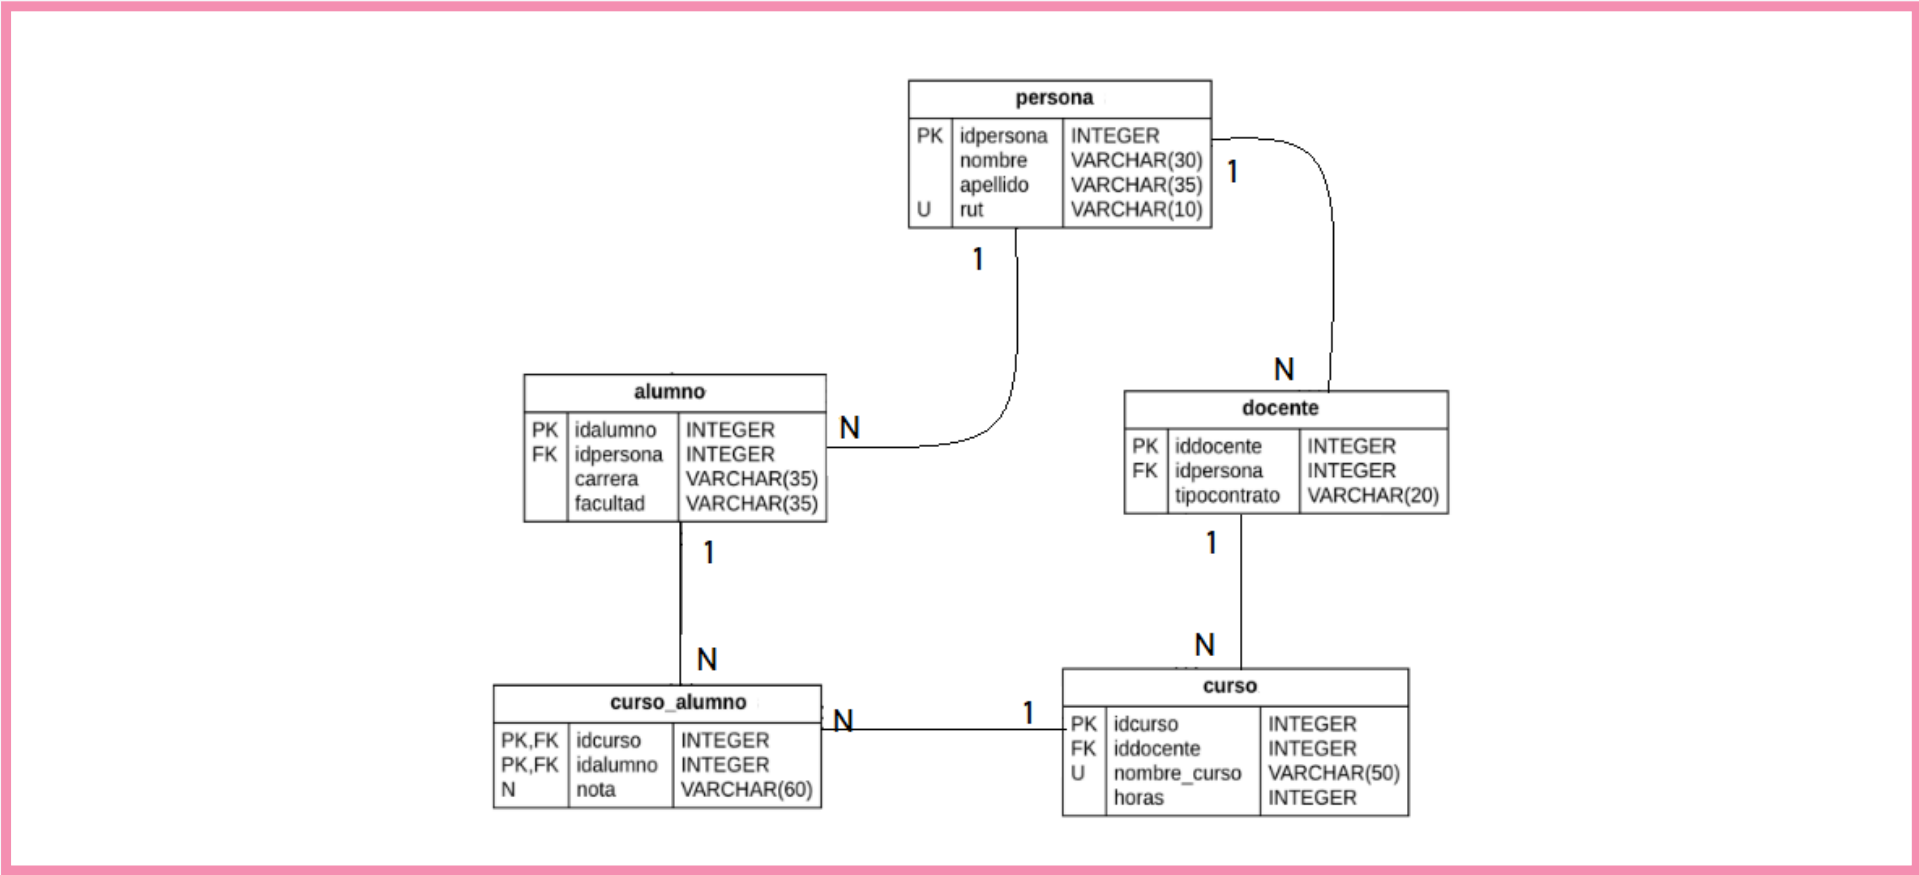 persona
PK idpersona INTEGER
nombre VARCHAR(30)
apellido VARCHAR(35)
U rut VARCHAR(10)
1
1
N
N
alumno
PK idalumno INTEGER
FK idpersona INTEGER
carrera VARCHAR(35)
facultad VARCHAR(35)
docente
PK iddocente INTEGER
FK idpersona INTEGER
tipocontrato VARCHAR(20)
1
1
N
N
curso_alumno
PK,FK idcurso INTEGER
PK,FK idalumno INTEGER
N nota VARCHAR(60)
N
1
curso
PK idcurso INTEGER
FK iddocente INTEGER
U nombre_curso VARCHAR(50)
horas INTEGER